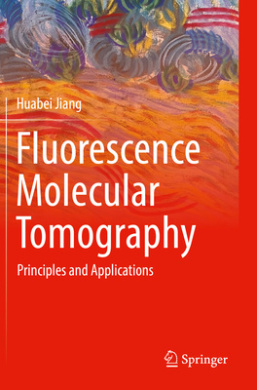 Huabei Jiang
Fluorescence
Molecular
Tomography
Principles and Applications
Springer